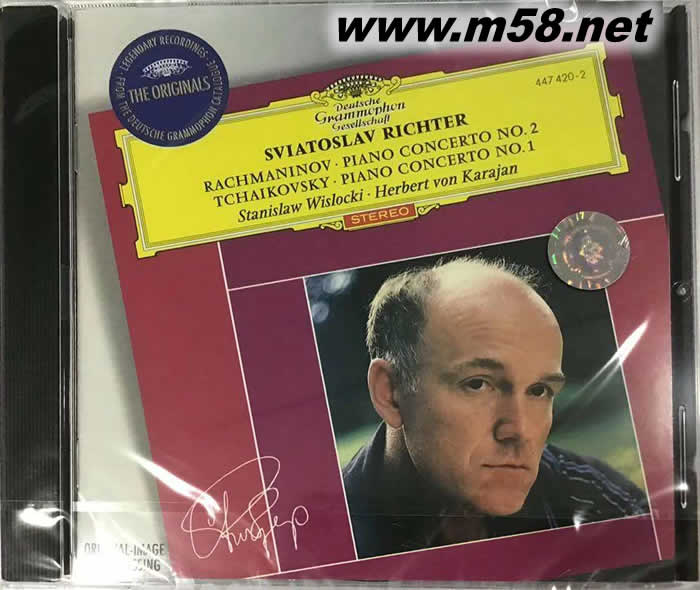 www.m58.net
LEGENDARY RECORDINGS
THE ORIGINALS
FROM THE DEUTSCHE GRAMMOPHON CATALOGUE
447 420-2
Deutsche
Grammophon
Gesellschaft
SVIATOSLAV RICHTER
RACHMANINOV · PIANO CONCERTO NO. 2
TCHAIKOVSKY · PIANO CONCERTO NO. 1
Stanislaw Wislocki · Herbert von Karajan
STEREO